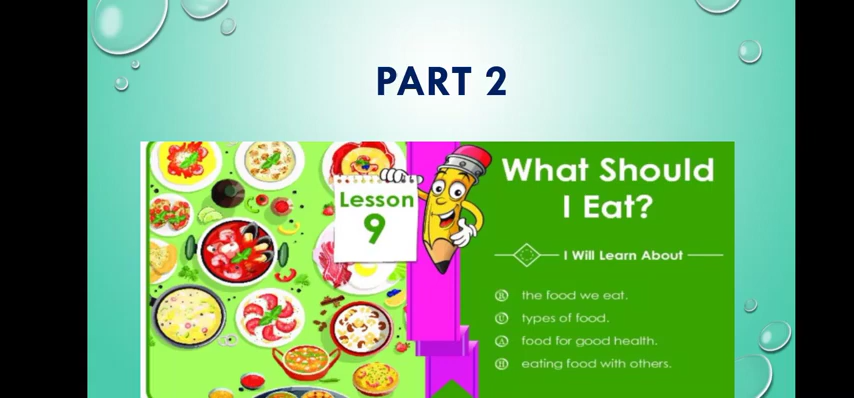 PART 2
Lesson
9
What Should
I Eat?
I Will Learn About
R the food we eat.
U types of food.
A food for good health.
H eating food with others.